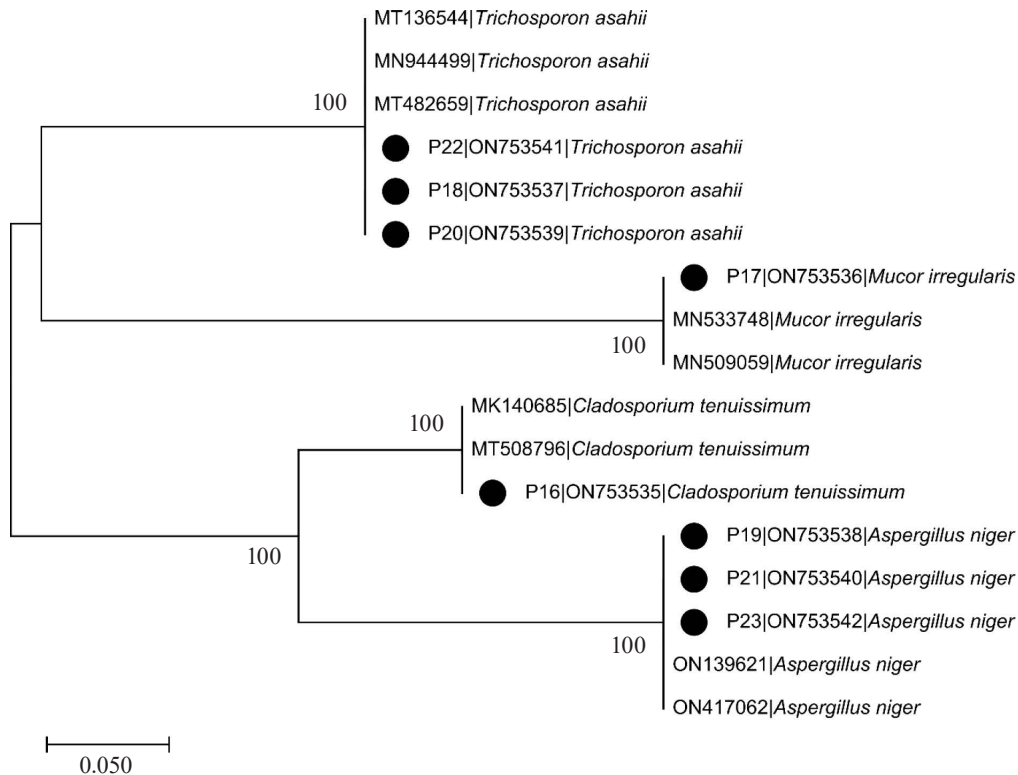 MT136544|Trichosporon asahii
MN944499|Trichosporon asahii
100
MT482659|Trichosporon asahii
P22|ON753541|Trichosporon asahii
P18|ON753537|Trichosporon asahii
P20|ON753539|Trichosporon asahii
P17|ON753536|Mucor irregularis
MN533748|Mucor irregularis
100
MN509059|Mucor irregularis
MK140685|Cladosporium tenuissimum
100
MT508796|Cladosporium tenuissimum
P16|ON753535|Cladosporium tenuissimum
P19|ON753538|Aspergillus niger
100
P21|ON753540|Aspergillus niger
P23|ON753542|Aspergillus niger
100
ON139621|Aspergillus niger
ON417062|Aspergillus niger
0.050